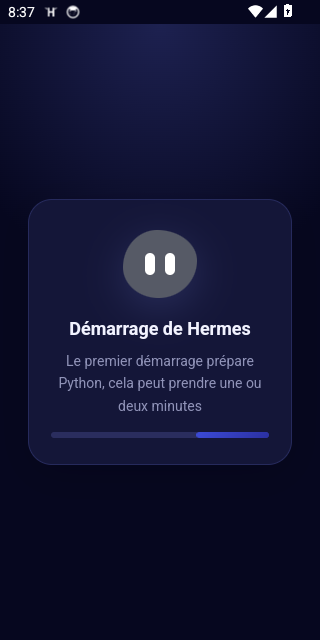 8:37
Démarrage de Hermes
Le premier démarrage prépare
Python, cela peut prendre une ou
deux minutes